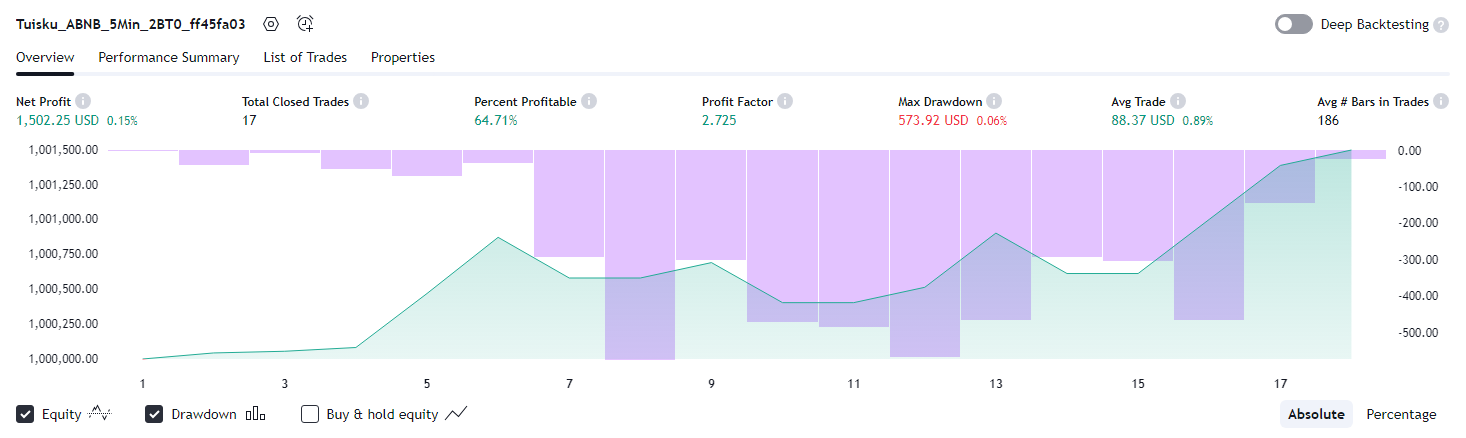 Tuisku_ABNB_5Min_2BT0_ff45fa03
Deep Backtesting
Overview Performance Summary List of Trades Properties
Net Profit Total Closed Trades Percent Profitable Profit Factor Max Drawdown Avg Trade Avg # Bars in Trades
1,502.25 USD 0.15% 17 64.71% 2.725 573.92 USD 0.06% 88.37 USD 0.89% 186
1,001,500.00 0.00
1,001,250.00 -100.00
1,001,000.00 -200.00
1,000,750.00 -300.00
1,000,500.00 -400.00
1,000,250.00 -500.00
1,000,000.00
1 3 5 7 9 11 13 15 17
Equity Drawdown Buy & hold equity Absolute Percentage